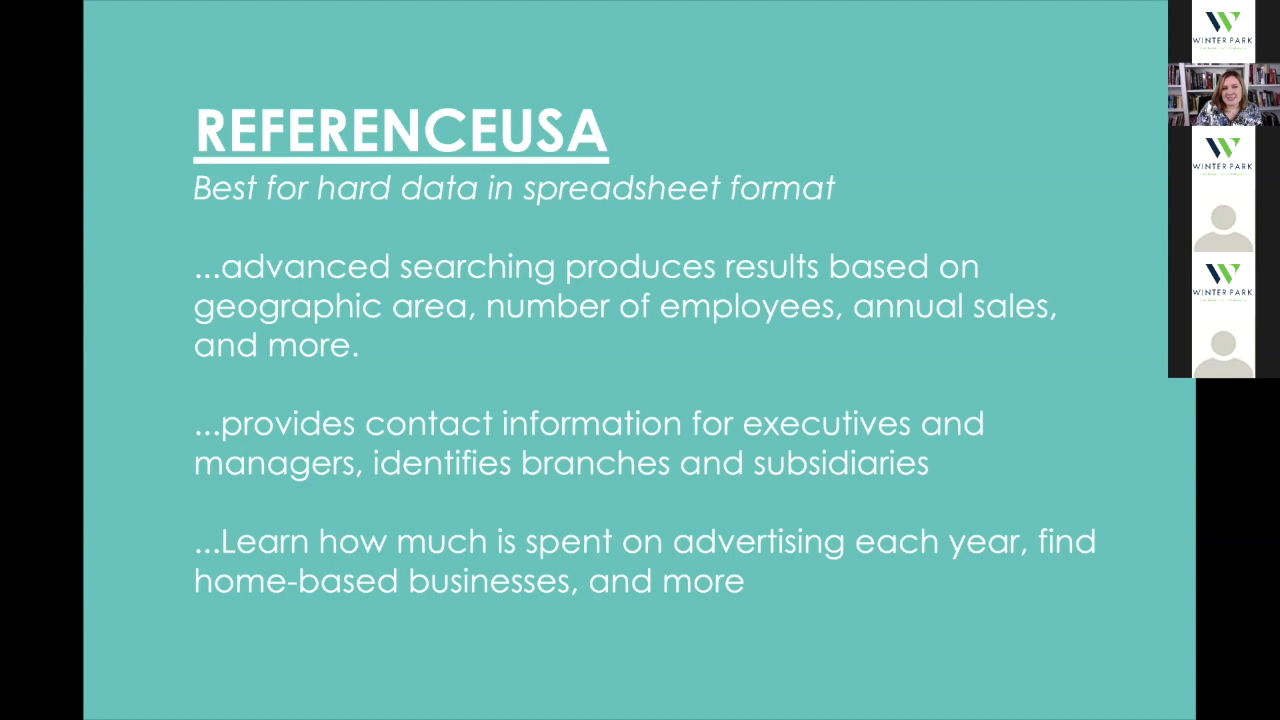 REFERENCEUSA
Best for hard data in spreadsheet format
...advanced searching produces results based on
geographic area, number of employees, annual sales,
and more.
...provides contact information for executives and
managers, identifies branches and subsidiaries
...Learn how much is spent on advertising each year, find
home-based businesses, and more
WINTER PARK
WINTER PARK
WINTER PARK